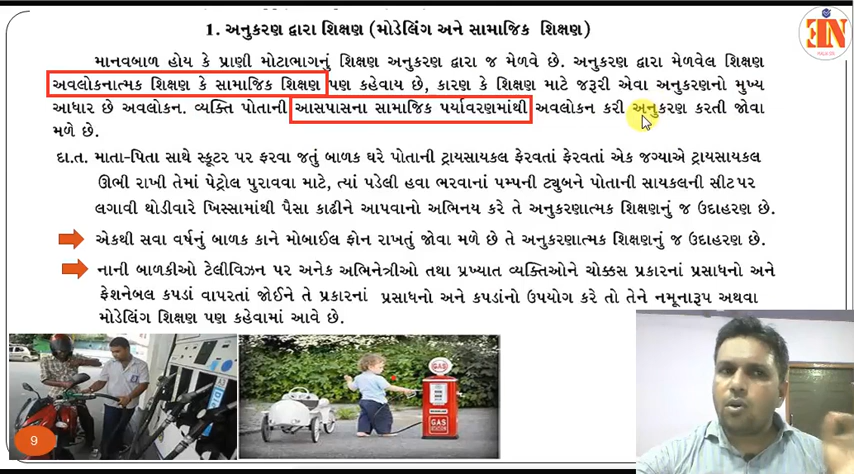 1. અનુકરણ દ્વારા શિક્ષણ (મોડેલિંગ અને સામાજિક શિક્ષણ)
માનવબાળ હોય કે પ્રાણી મોટાભાગનું શિક્ષણ અનુકરણ દ્વારા જ મેળવે છે. અનુકરણ દ્વારા મેળવેલ શિક્ષણ
અવલોકનાત્મક શિક્ષણ કે સામાજિક શિક્ષણ પણ કહેવાય છે, કારણ કે શિક્ષણ માટે જરૂરી એવા અનુકરણનો મુખ્ય
આધાર છે અવલોકન. વ્યક્તિ પોતાની આસપાસના સામાજિક પર્યાવરણમાંથી અવલોકન કરી અનુકરણ કરતી જોવા
મળે છે.
દા.ત. માતા-પિતા સાથે સ્કૂટર પર ફરવા જતું બાળક ઘરે પોતાની ટ્રાયસાયકલ ફેરવતાં ફેરવતાં એક જગ્યાએ ટ્રાયસાયકલ
ઊભી રાખી તેમાં પેટ્રોલ પુરાવવા માટે, ત્યાં પડેલી હવા ભરવાનાં પમ્પની ટ્યુબને પોતાની સાયકલની સીટ પર
લગાવી થોડીવારે ખિસ્સામાંથી પૈસા કાઢીને આપવાનો અભિનય કરે તે અનુકરણાત્મક શિક્ષણનું જ ઉદાહરણ છે.
એકથી સવા વર્ષનું બાળક કાને મોબાઈલ ફોન રાખતું જોવા મળે છે તે અનુકરણાત્મક શિક્ષણનું જ ઉદાહરણ છે.
નાની બાળકીઓ ટેલીવિઝન પર અનેક અભિનેત્રીઓ તથા પ્રખ્યાત વ્યક્તિઓને ચોક્કસ પ્રકારનાં પ્રસાધનો અને
ફેશનેબલ કપડાં વાપરતાં જોઈને તે પ્રકારનાં પ્રસાધનો અને કપડાંનો ઉપયોગ કરે તો તેને નમૂનારૂપ અથવા
મોડેલિંગ શિક્ષણ પણ કહેવામાં આવે છે.
GAS
GAS
STATION
9